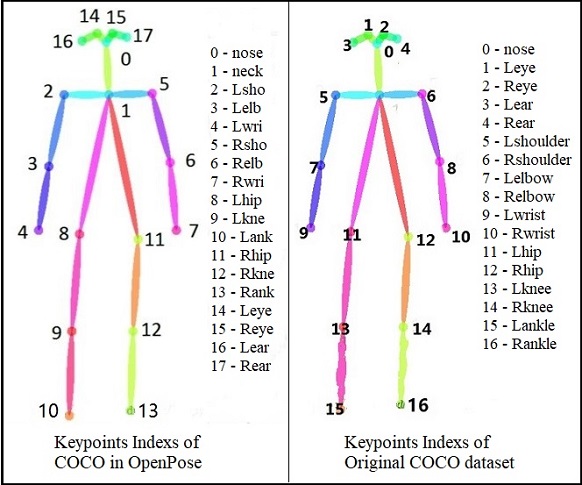 14 15
16 17
0
2 1 5
3 6
4 8 11 7
9 12
10 13
0 - nose
1 - neck
2 - Lsho
3 - Lelb
4 - Lwri
5 - Rsho
6 - Relb
7 - Rwri
8 - Lhip
9 - Lkne
10 - Lank
11 - Rhip
12 - Rkne
13 - Rank
14 - Leye
15 - Reye
16 - Lear
17 - Rear
Keypoints Indexs of
COCO in OpenPose
1 2
3 0 4
5 6
7 8
9 11 12 10
13 14
15 16
0 - nose
1 - Leye
2 - Reye
3 - Lear
4 - Rear
5 - Lshoulder
6 - Rshoulder
7 - Lelbow
8 - Relbow
9 - Lwrist
10 - Rwrist
11 - Lhip
12 - Rhip
13 - Lknee
14 - Rknee
15 - Lankle
16 - Rankle
Keypoints Indexs of
Original COCO dataset